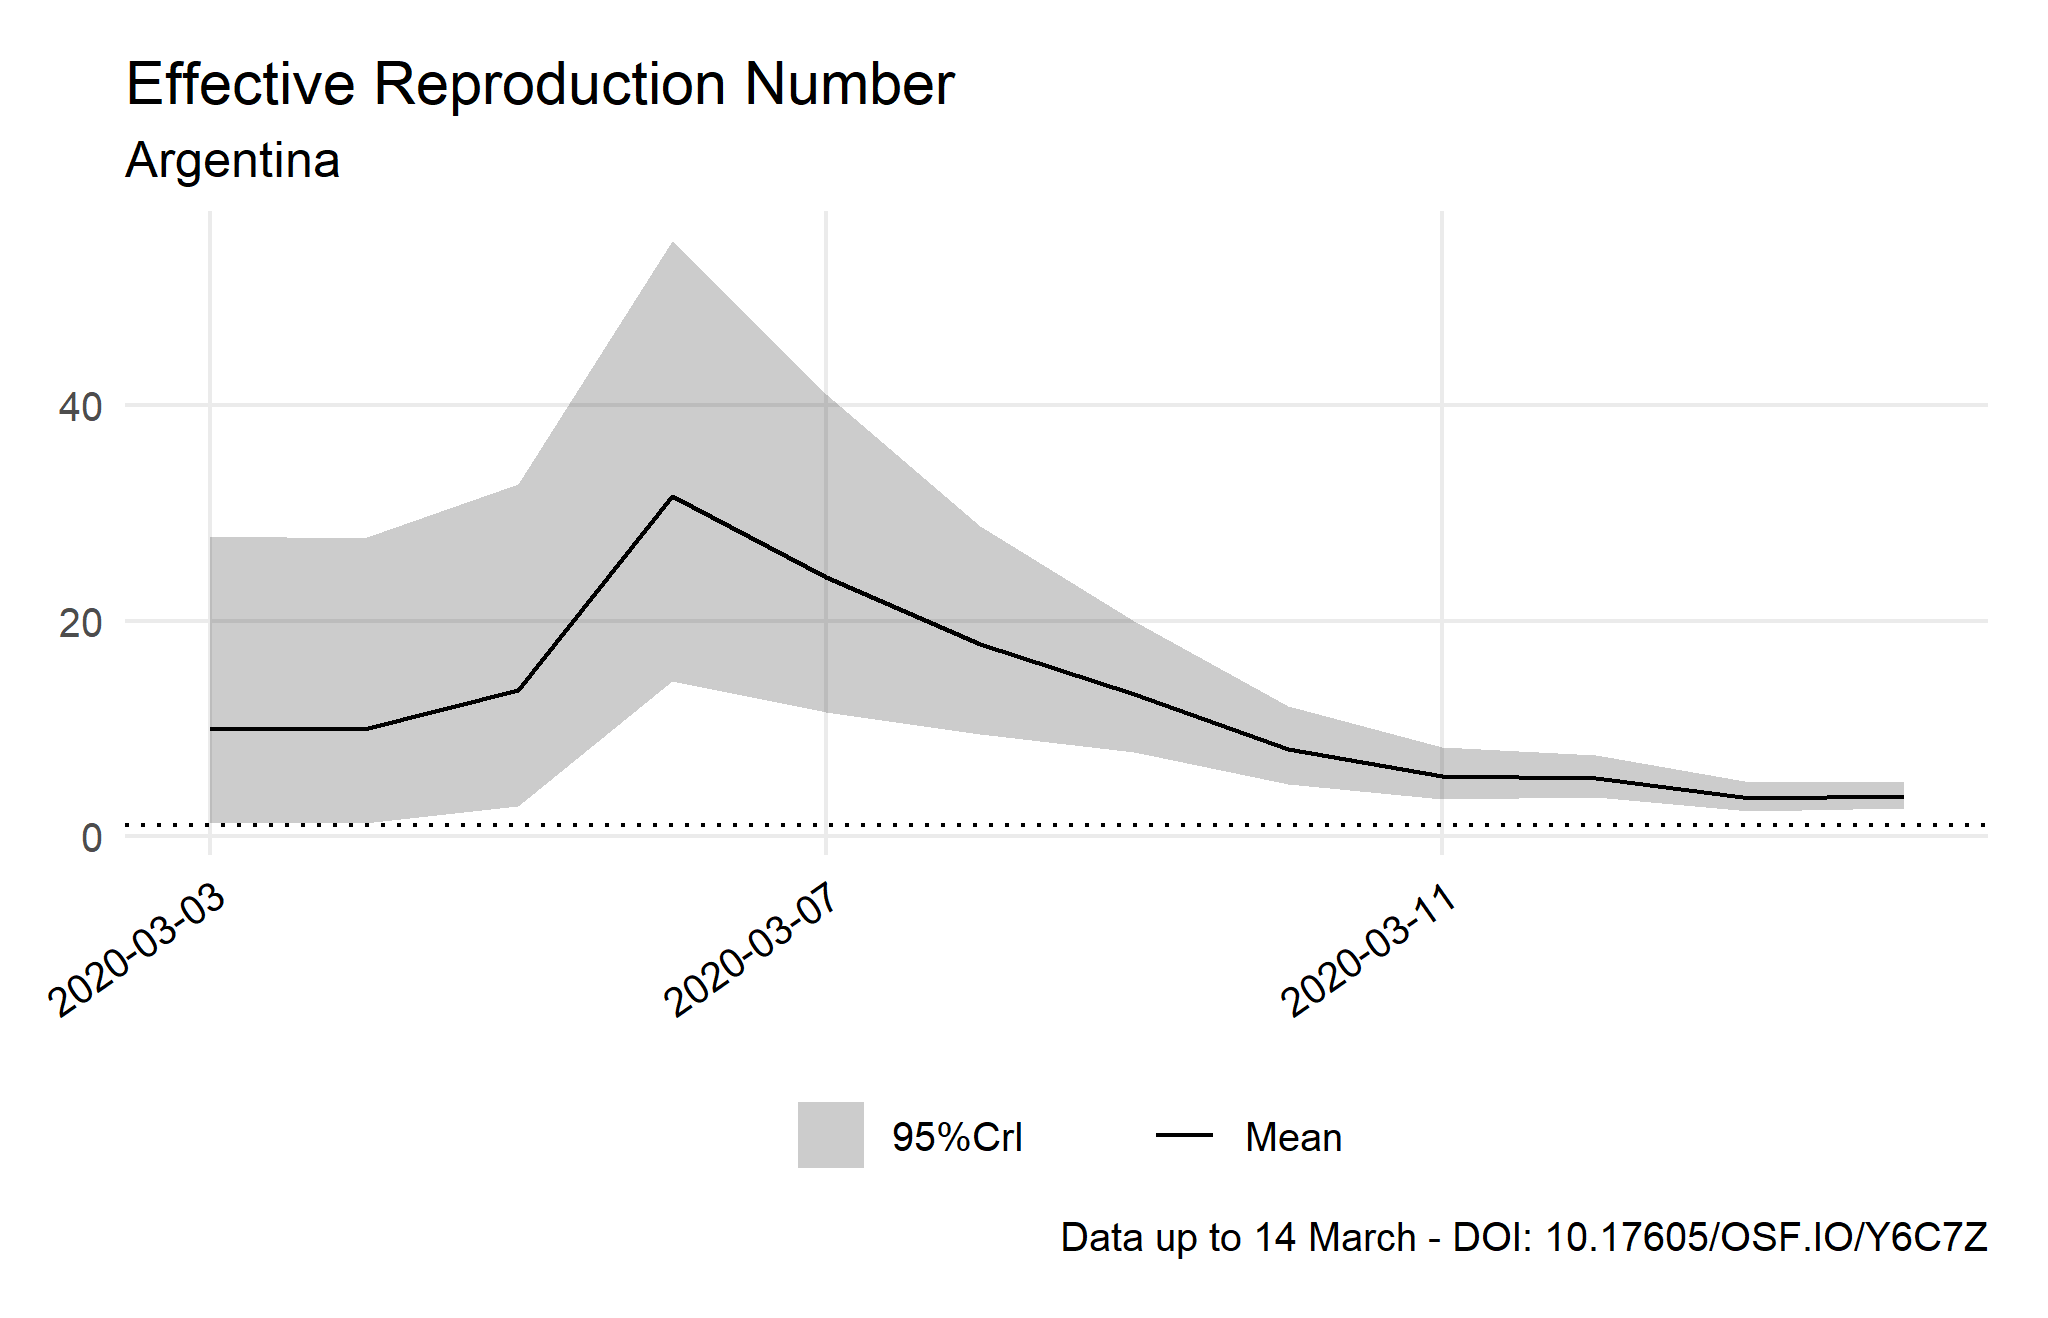 Effective Reproduction Number
Argentina
40
20
0
2020-03-03
2020-03-07
2020-03-11
95%CrI
Mean
Data up to 14 March - DOI: 10.17605/OSF.IO/Y6C7Z